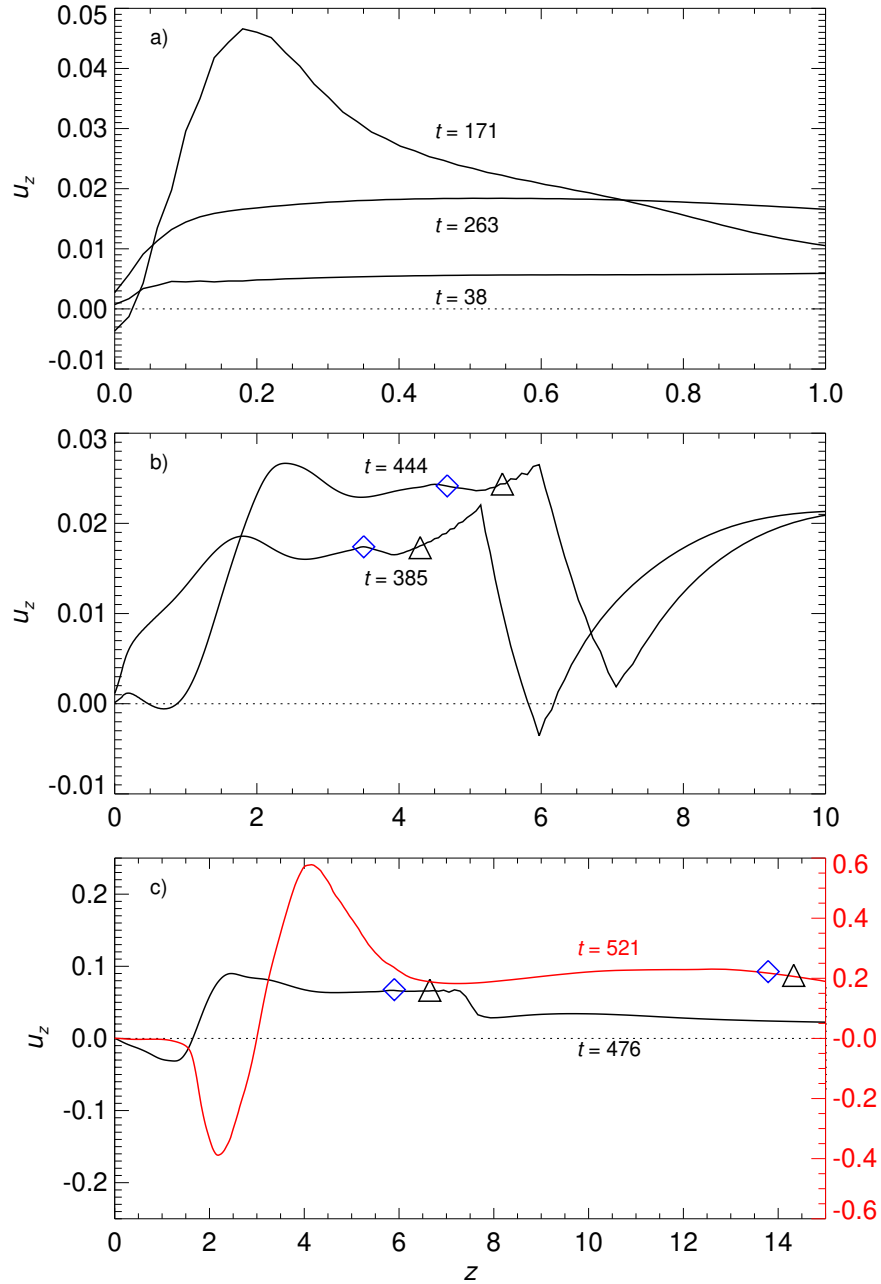 0.05
a)
0.04
t = 171
0.03
u_z
0.02
t = 263
0.01
t = 38
0.00
-0.01
0.0 0.2 0.4 0.6 0.8 1.0
0.03
b)
t = 444
0.02
t = 385
u_z
0.01
0.00
-0.01
0 2 4 6 8 10
0.6
c)
0.2
0.4
t = 521
0.1 0.2
u_z
0.0 -0.0
t = 476
-0.1 -0.2
-0.4
-0.2
-0.6
0 2 4 6 8 10 12 14
z